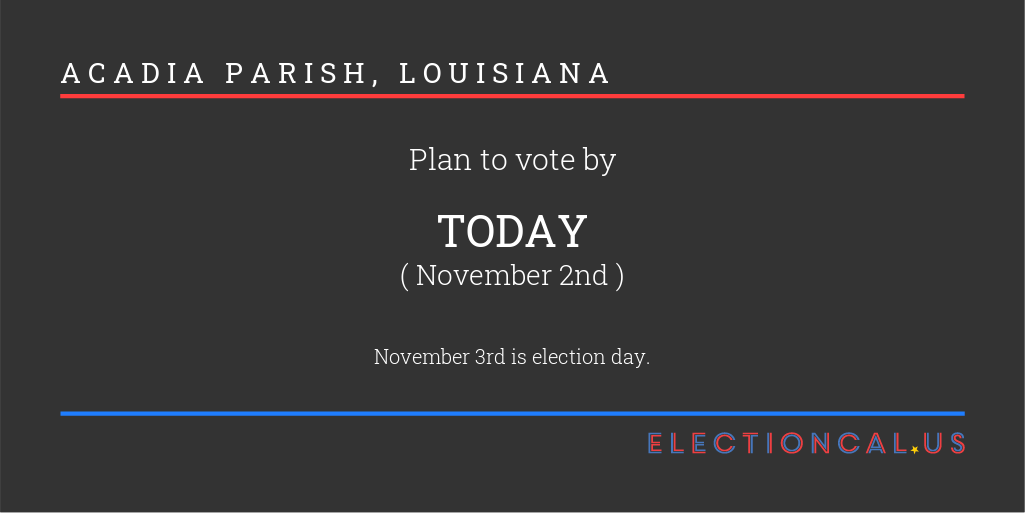 ACADIA PARISH, LOUISIANA
Plan to vote by
TODAY
( November 2nd )
November 3rd is election day.
ELECTIONCAL.US